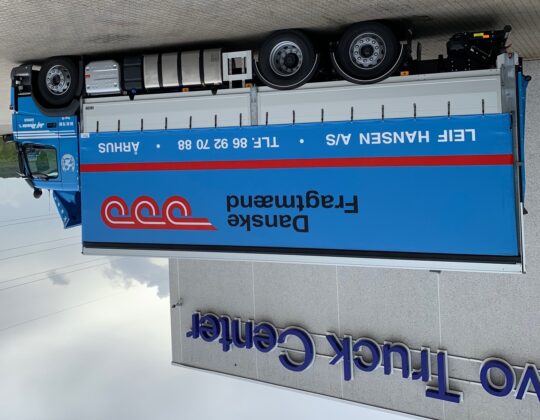 vo Truck Center
Danske
Fragtmænd
LEIF HANSEN A/S • TLF. 86 92 70 88 • ÅRHUS